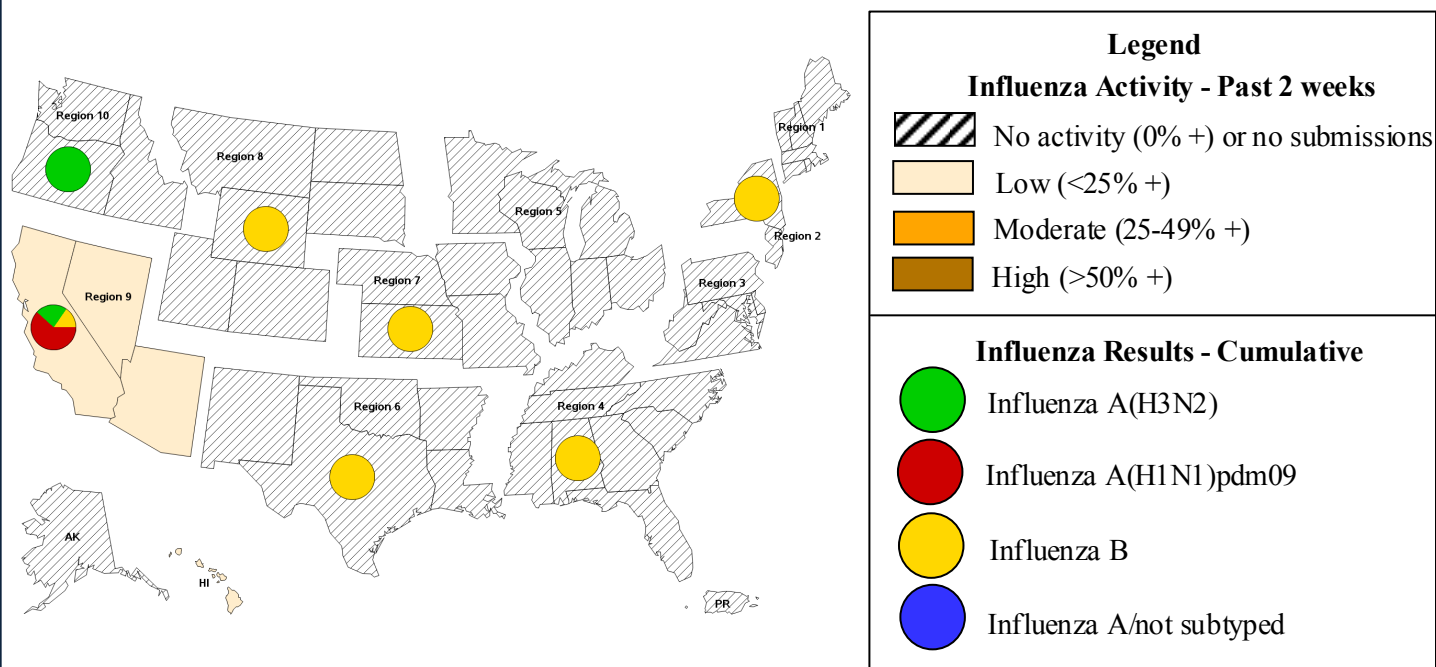 Region 10
Region 8
Region 1
Region 5
Region 2
Region 7
Region 3
Region 9
Region 6
Region 4
AK
HI
PR
Legend
Influenza Activity - Past 2 weeks
No activity (0% +) or no submissions
Low (<25% +)
Moderate (25-49% +)
High (>50% +)
Influenza Results - Cumulative
Influenza A(H3N2)
Influenza A(H1N1)pdm09
Influenza B
Influenza A/not subtyped